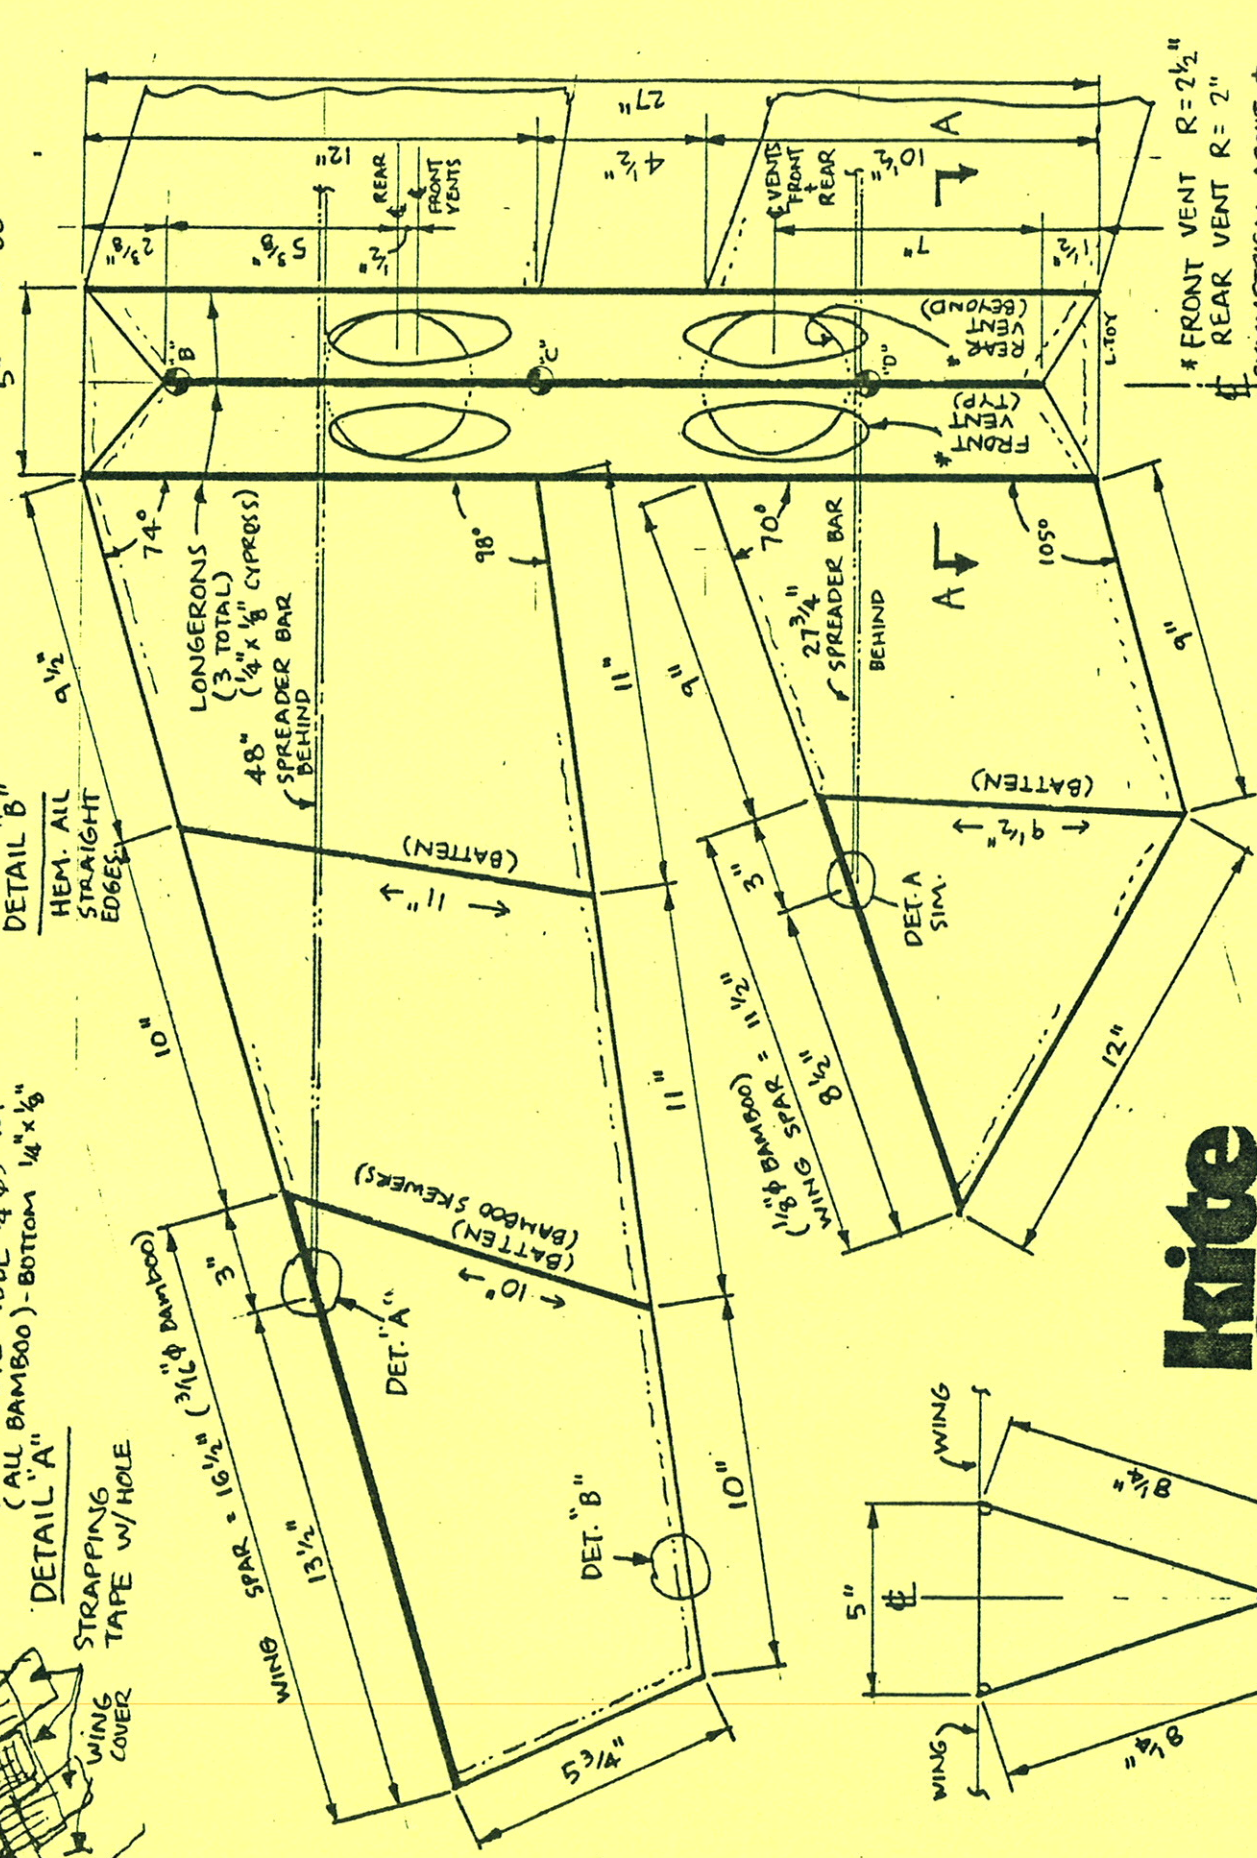 DETAIL "B"
HEM. ALL
STRAIGHT
EDGES
(ALL BAMBOO)-BOTTOM 1/4"x1/8"
DETAIL "A"
STRAPPING
TAPE W/HOLE
WING
COVER
5"
27"
12"
4 1/2"
10 1/2"
2 3/8"
5 3/8"
1/2"
7"
1 1/2"
℄ REAR
℄ FRONT
VENTS
℄ VENTS
FRONT
+
REAR
A
A
"B"
"C"
"D"
REAR
VENT
(BEYOND)
*
FRONT
VENT
(TYP)
*
L.TOY
* FRONT VENT R=2½"
REAR VENT R= 2"
℄
74°
98°
70°
105°
LONGERONS
(3 TOTAL)
(1/4" x 1/8" CYPRESS)
48"
SPREADER BAR
BEHIND
27 3/4"
SPREADER BAR
BEHIND
9 1/2"
10"
3"
13 1/2"
WING SPAR = 16 1/2" (3/16"ϕ BAMBOO)
11" (BATTEN)
10" (BATTEN)
(BAMBOO SKEWERS)
DET. "A"
DET. "B"
5 3/4"
11"
11"
10"
9"
3"
8 1/2"
(1/8"ϕ BAMBOO)
WING SPAR = 11 1/2"
DET. A
SIM.
9 1/2" (BATTEN)
9"
12"
kite
WING
WING
5"
℄
8 1/4"
8 1/4"